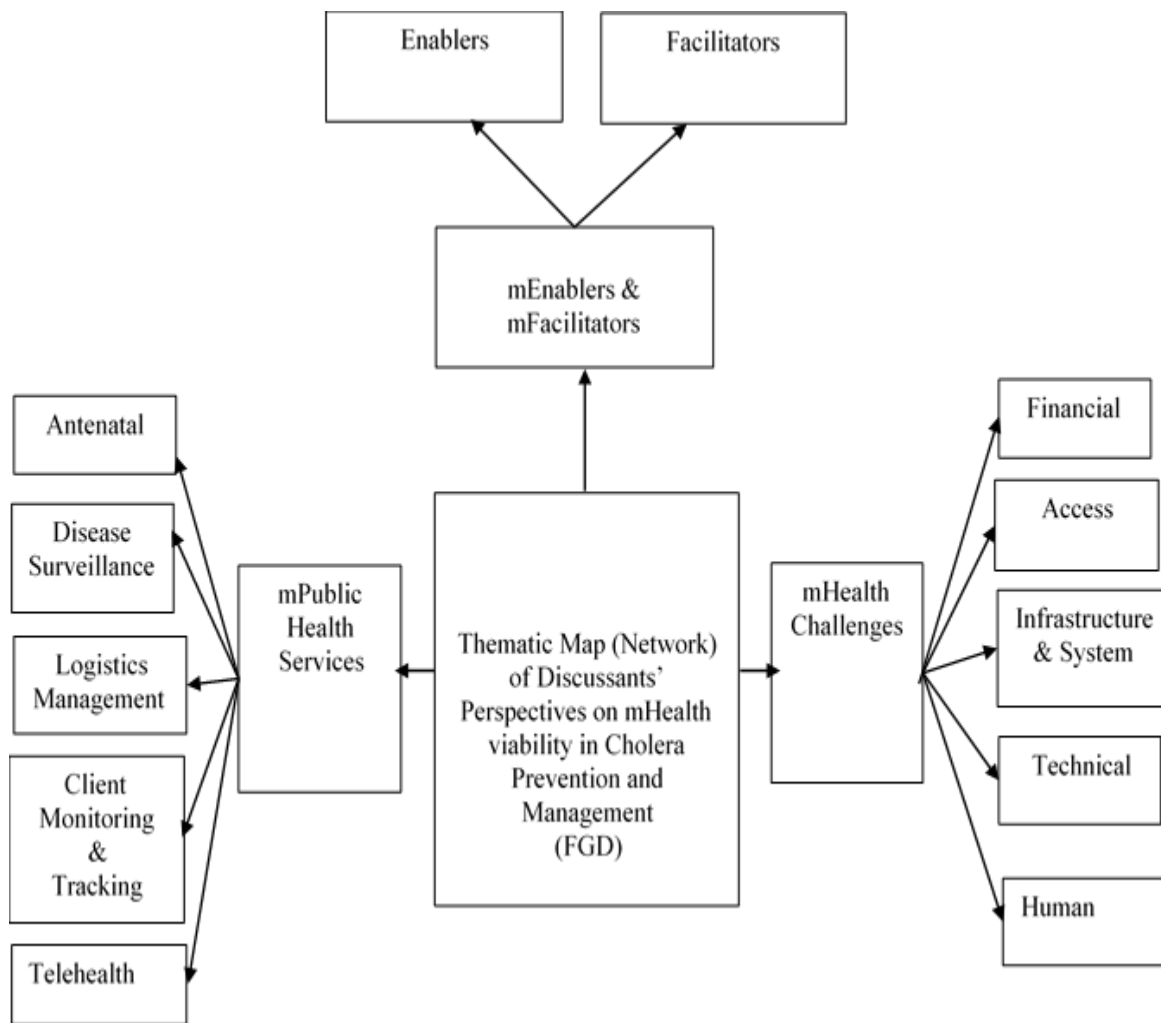 Enablers
Facilitators
mEnablers &
mFacilitators
Antenatal
Disease
Surveillance
Logistics
Management
Client
Monitoring
&
Tracking
Telehealth
mPublic
Health
Services
Thematic Map (Network)
of Discussants’
Perspectives on mHealth
viability in Cholera
Prevention and
Management
(FGD)
mHealth
Challenges
Financial
Access
Infrastructure
& System
Technical
Human